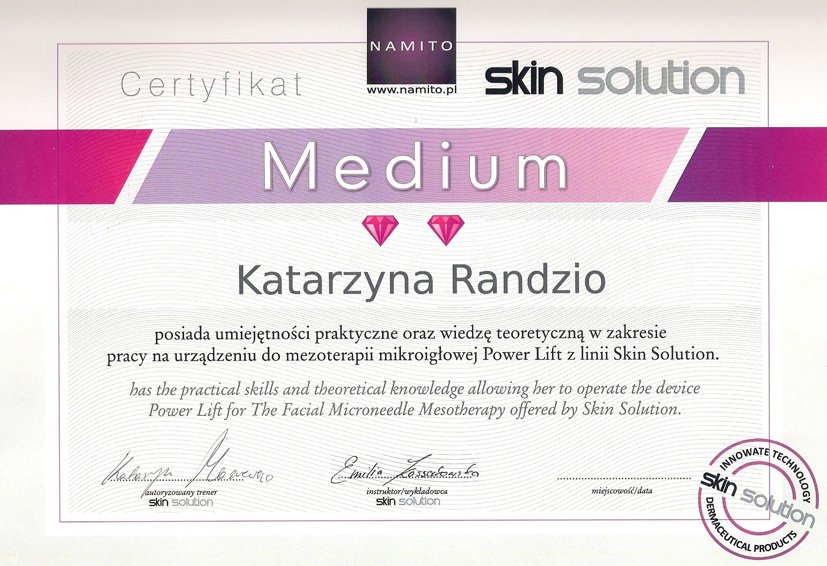 NAMITO
www.namito.pl
Certyfikat
skin solution
Medium
Katarzyna Randzio
posiada umiejętności praktyczne oraz wiedzę teoretyczną w zakresie
pracy na urządzeniu do mezoterapii mikroigłowej Power Lift z linii Skin Solution.
has the practical skills and theoretical knowledge allowing her to operate the device
Power Lift for The Facial Microneedle Mesotherapy offered by Skin Solution.
Emilia
autoryzowany trener
skin solution
instruktor/wykładowca
skin solution
miejscowość/data
INNOWATE TECHNOLOGY
skin solution
DERMACEUTICAL PRODUCTS